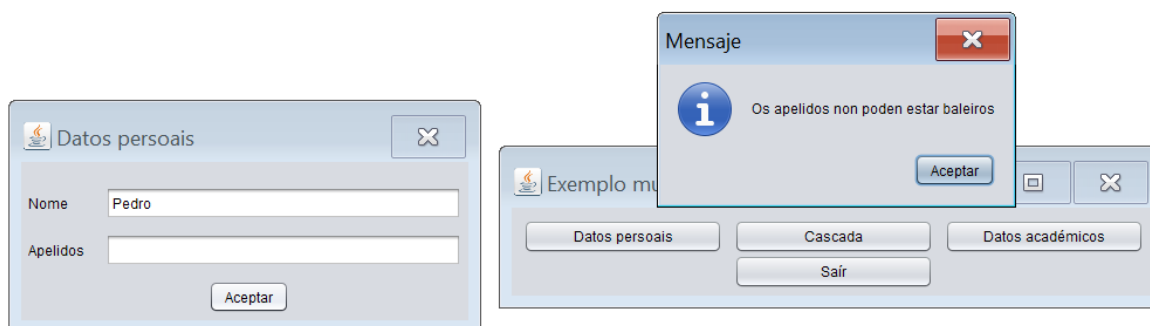 Datos persoais
Nome Pedro
Apelidos
Aceptar
Mensaje
Os apelidos non poden estar baleiros
Aceptar
Exemplo mu
Datos persoais Cascada Datos académicos
Saír